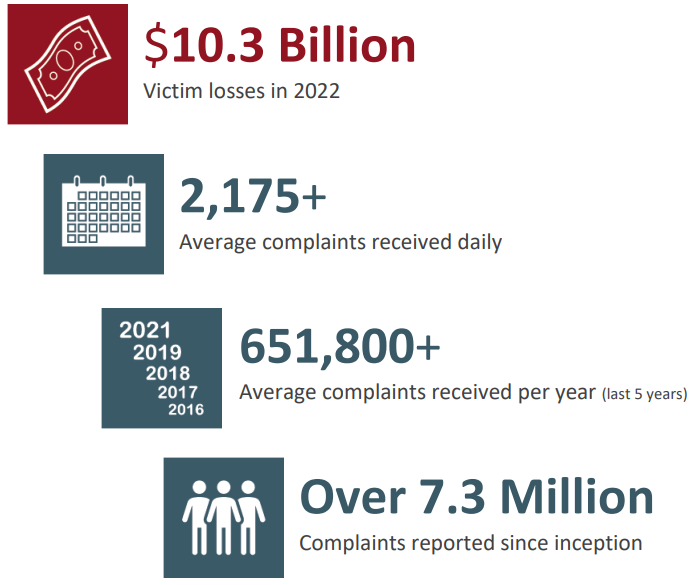 $10.3 Billion
Victim losses in 2022
2,175+
Average complaints received daily
2021
2019
2018
2017
2016
651,800+
Average complaints received per year (last 5 years)
Over 7.3 Million
Complaints reported since inception